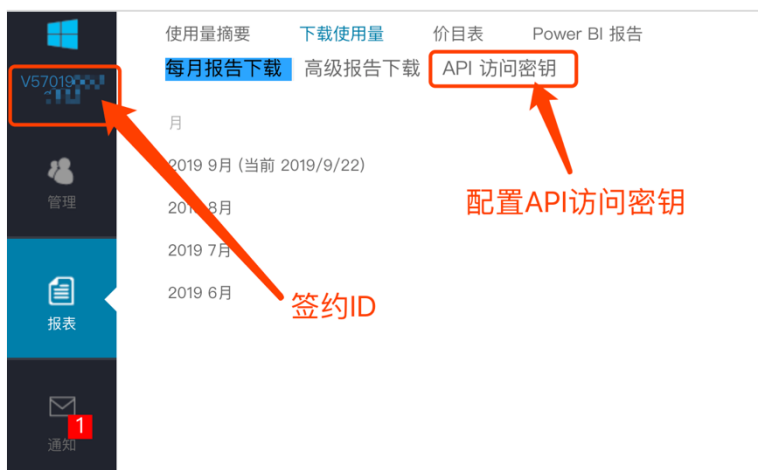 使用量摘要 下载使用量 价目表 Power BI 报告
每月报告下载 高级报告下载 API 访问密钥
V57019
月
2019 9月 (当前 2019/9/22)
管理
2019 8月
配置API访问密钥
2019 7月
2019 6月
签约ID
报表
1
通知